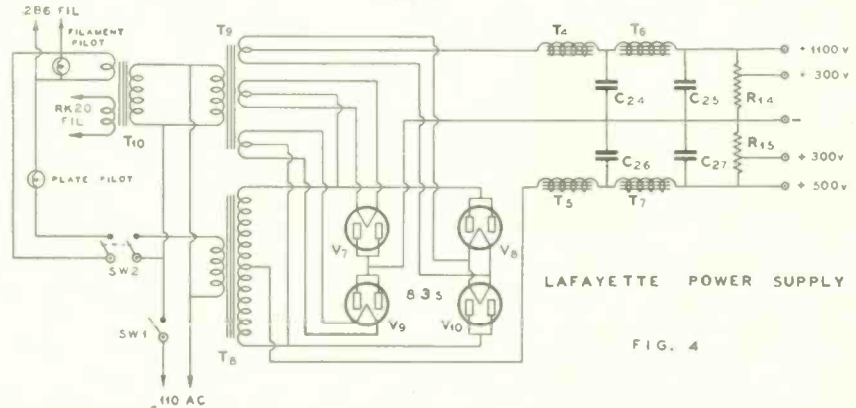 2B6 FIL
FILAMENT
PILOT
RK20
FIL
T10
T9
PLATE PILOT
SW2
SW1
110 AC
T8
V7
V8
83s
V9
V10
T4
T6
C24
C25
R14
+ 1100 v
+ 300 v
-
C26
C27
R15
+ 300 v
+ 500 v
T5
T7
LAFAYETTE POWER SUPPLY
FIG. 4